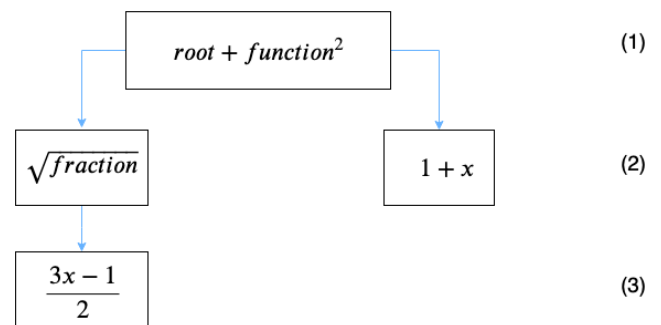 root + function² (1)
√fraction 1 + x (2)
3x − 1
2 (3)